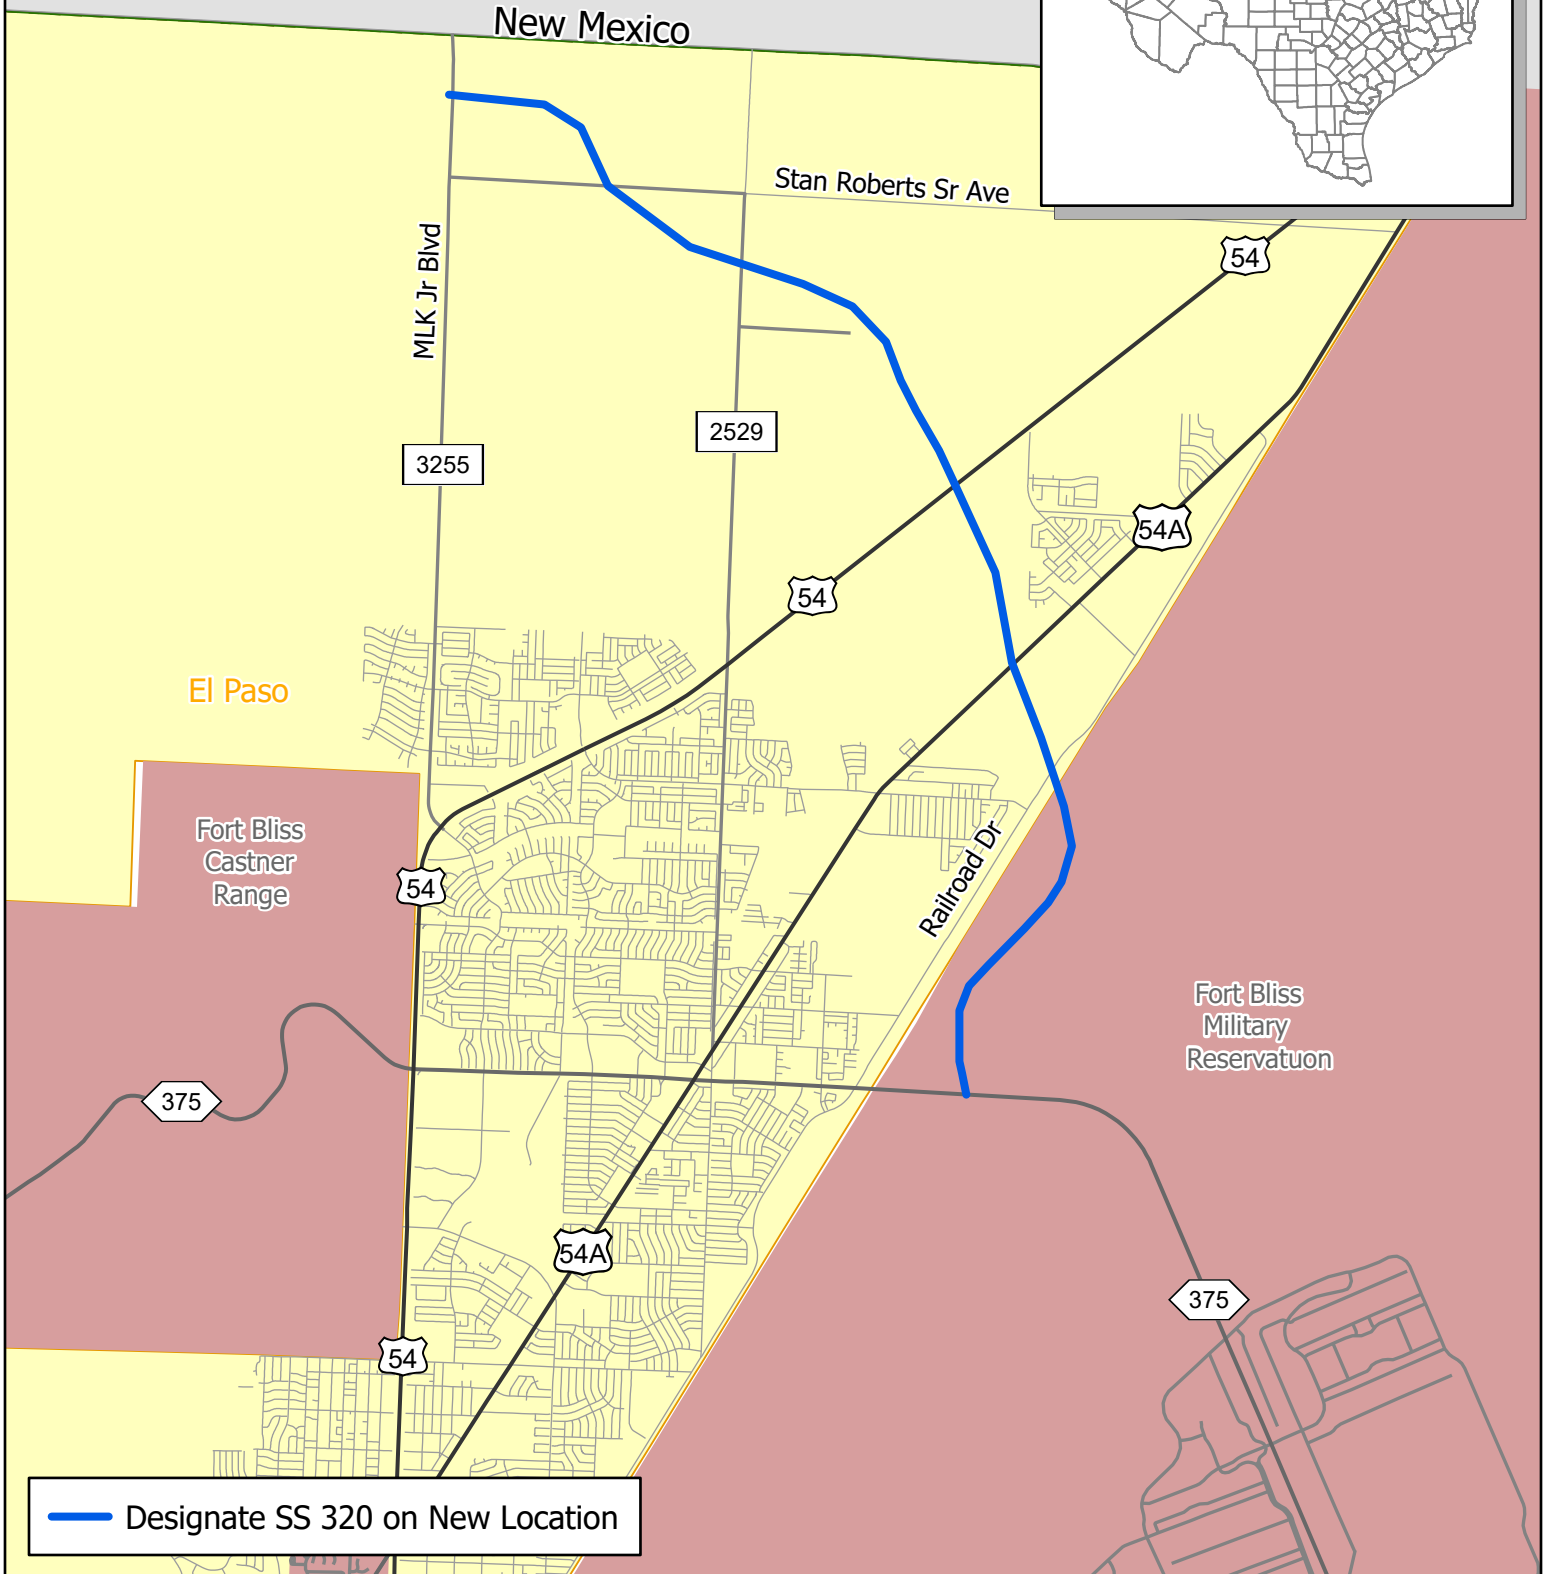 New Mexico
Stan Roberts Sr Ave
54
MLK Jr Blvd
2529
3255
54A
54
El Paso
Fort Bliss
Castner
Range
54
Railroad Dr
Fort Bliss
Military
Reservatuon
375
54A
375
54
Designate SS 320 on New Location